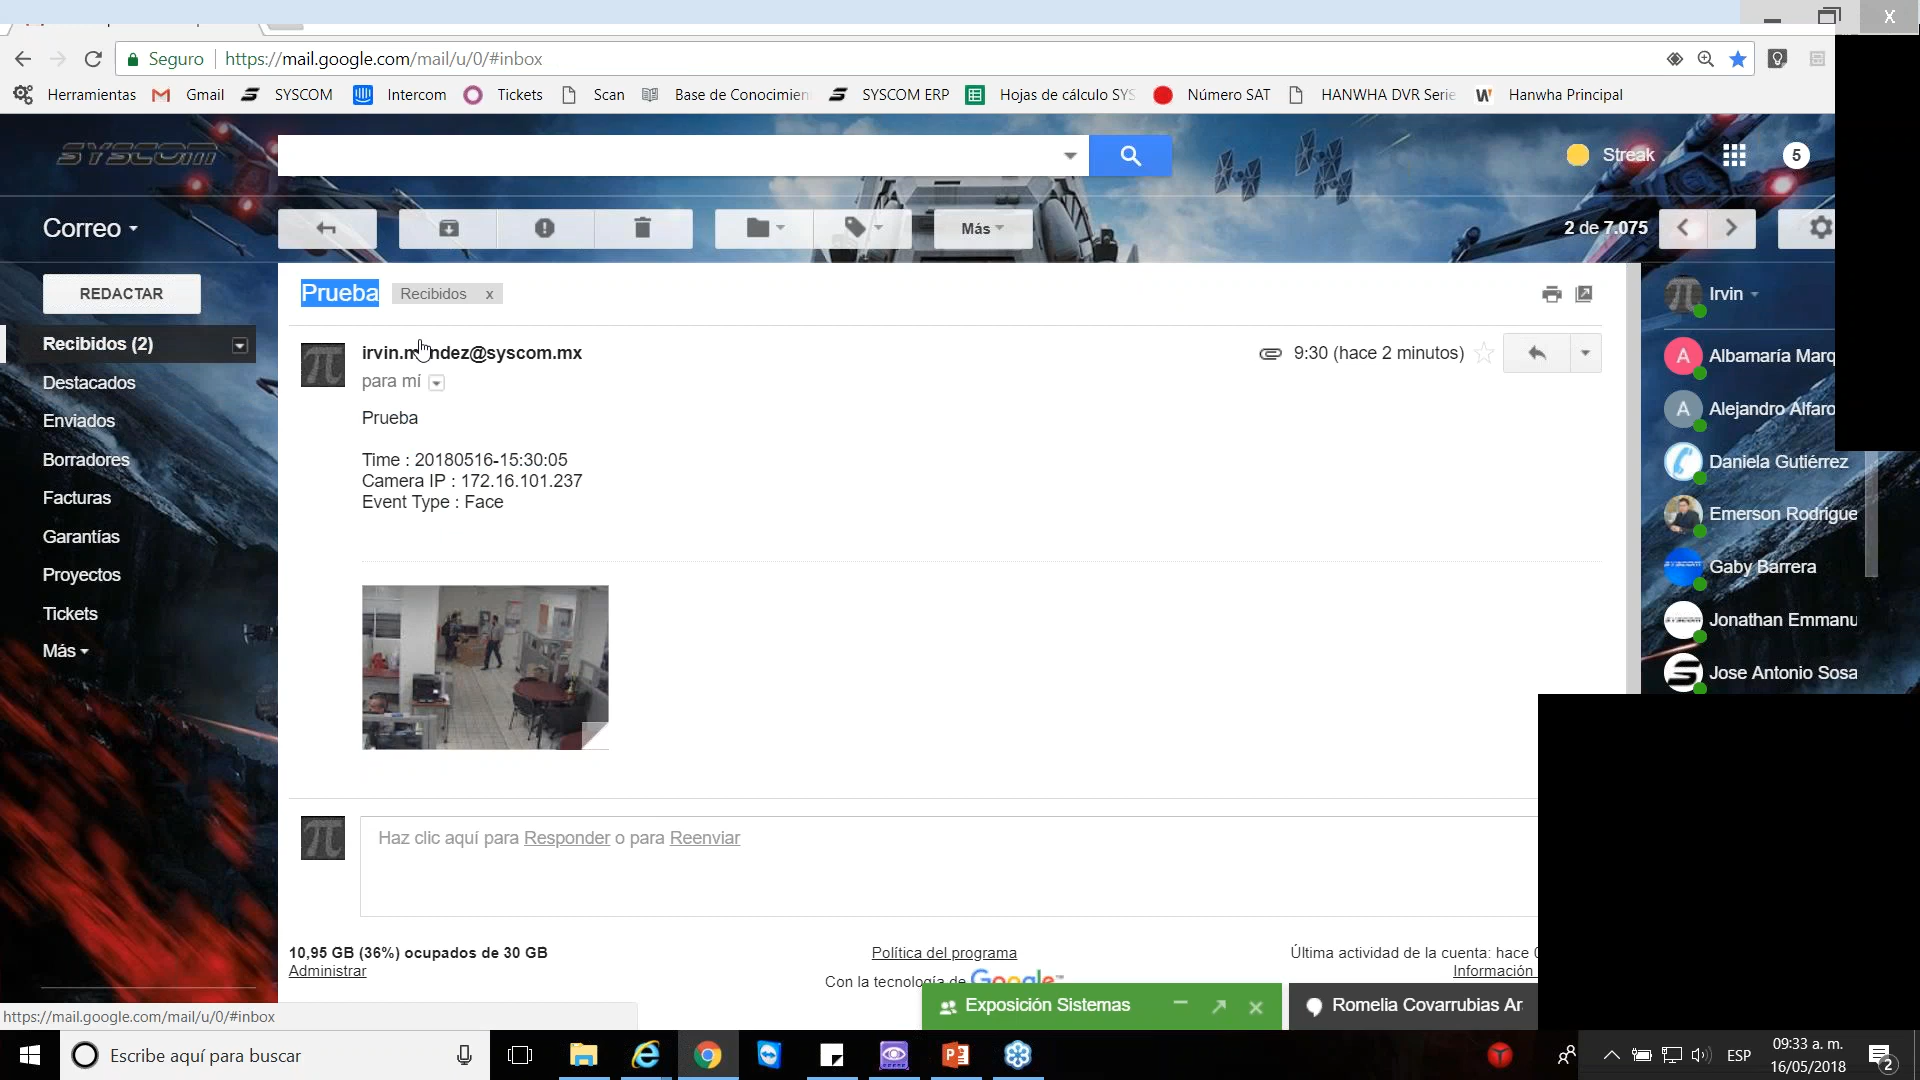 X
Seguro https://mail.google.com/mail/u/0/#inbox
Herramientas Gmail SYSCOM Intercom Tickets Scan Base de Conocimien SYSCOM ERP Hojas de cálculo SYS Número SAT HANWHA DVR Serie Hanwha Principal
SYSCOM
Streak
5
Correo
Más
2 de 7.075
REDACTAR
Recibidos (2)
Destacados
Enviados
Borradores
Facturas
Garantías
Proyectos
Tickets
Más
Prueba Recibidos x
irvin.m ndez@syscom.mx
9:30 (hace 2 minutos)
para mí
Prueba
Time : 20180516-15:30:05
Camera IP : 172.16.101.237
Event Type : Face
Haz clic aquí para Responder o para Reenviar
10,95 GB (36%) ocupados de 30 GB
Administrar
Política del programa
Con la tecnología de Google™
Última actividad de la cuenta: hace 0
Información
Irvin
A Albamaría Marq
A Alejandro Alfaro
Daniela Gutiérrez
Emerson Rodrigue
Gaby Barrera
Jonathan Emmanu
Jose Antonio Sosa
Exposición Sistemas
Romelia Covarrubias Ar
https://mail.google.com/mail/u/0/#inbox
Escribe aquí para buscar
ESP
09:33 a. m.
16/05/2018
2